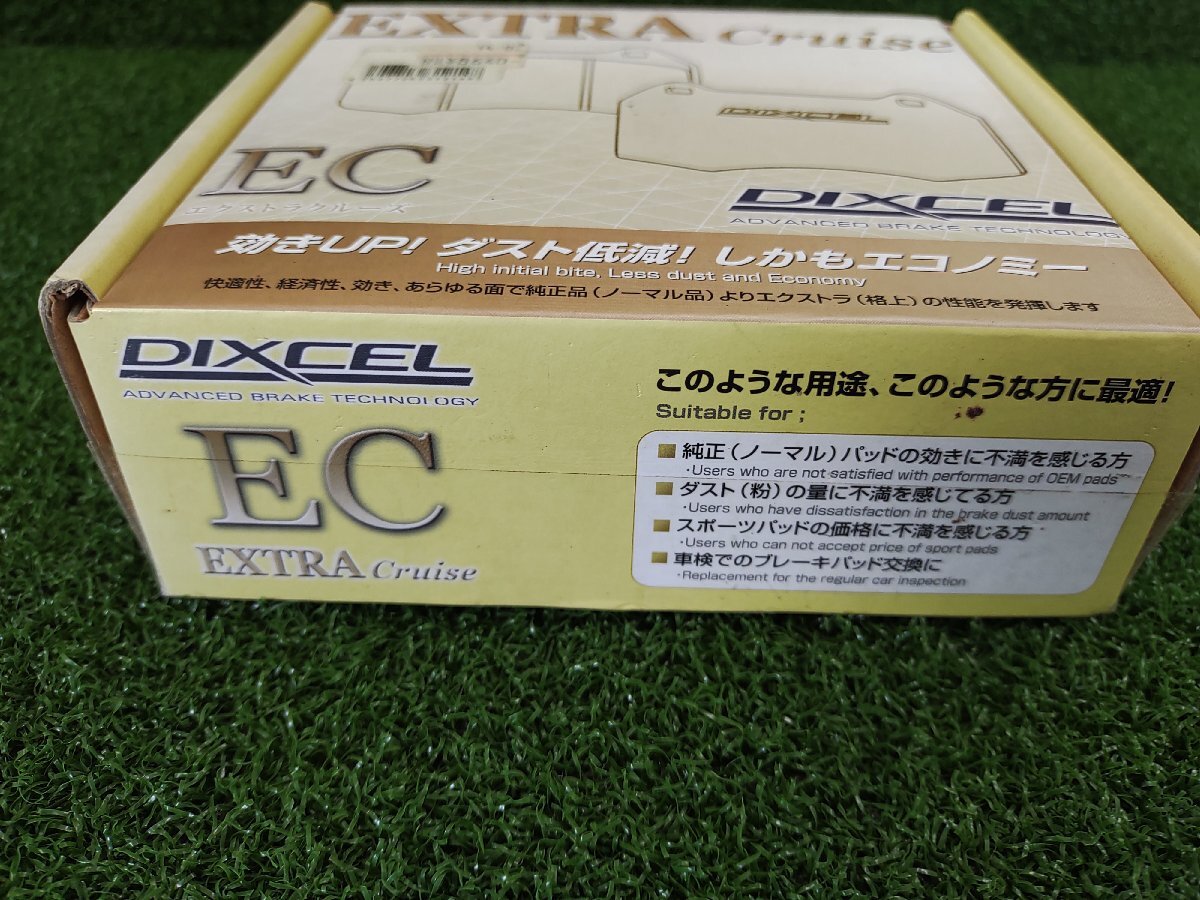 EXTRA Cruise
DIXCEL
EC
エクストラクルーズ
DIXCEL
ADVANCED BRAKE TECHNOLOGY
効きUP! ダスト低減! しかもエコノミー
High initial bite, Less dust and Economy
快適性、経済性、効き、あらゆる面で純正品(ノーマル品)よりエクストラ(格上)の性能を発揮します
DIXCEL
ADVANCED BRAKE TECHNOLOGY
EC
EXTRA Cruise
このような用途、このような方に最適!
Suitable for ;
■ 純正(ノーマル)パッドの効きに不満を感じる方
・Users who are not satisfied with performance of OEM pads
■ ダスト(粉)の量に不満を感じてる方
・Users who have dissatisfaction in the brake dust amount
■ スポーツパッドの価格に不満を感じる方
・Users who can not accept price of sport pads
■ 車検でのブレーキパッド交換に
・Replacement for the regular car inspection